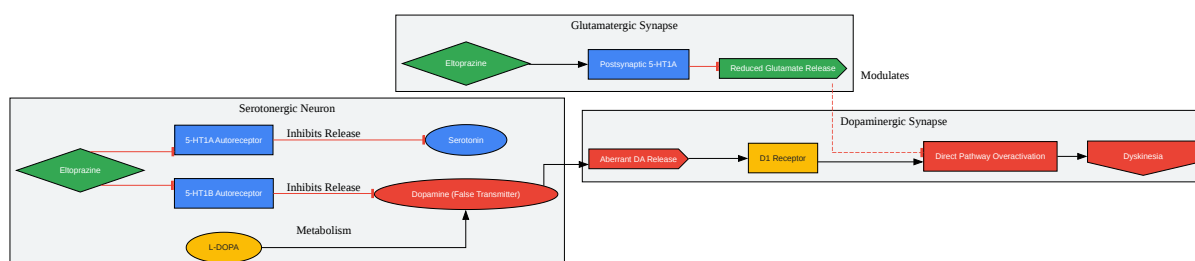 Glutamatergic Synapse
Eltoprazine
Postsynaptic 5-HT1A
Reduced Glutamate Release
Modulates
Serotonergic Neuron
5-HT1A Autoreceptor
Inhibits Release
Serotonin
Eltoprazine
5-HT1B Autoreceptor
Inhibits Release
Dopamine (False Transmitter)
L-DOPA
Metabolism
Dopaminergic Synapse
Aberrant DA Release
D1 Receptor
Direct Pathway Overactivation
Dyskinesia